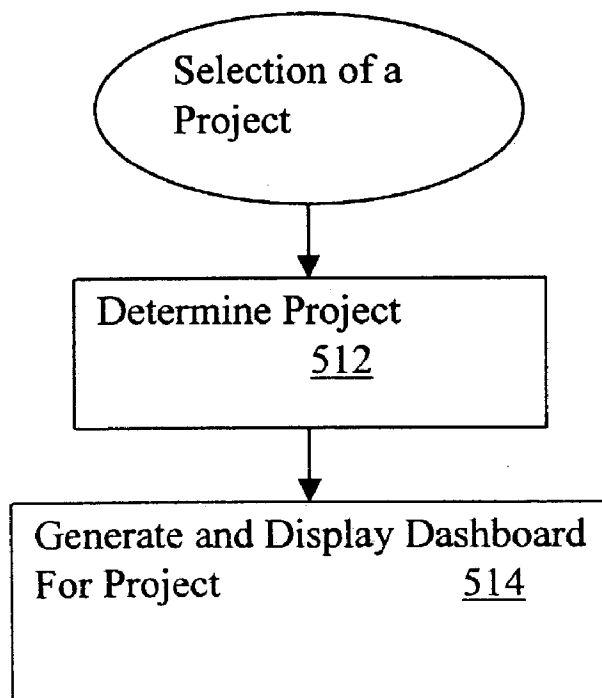 Selection of a
Project
Determine Project
512
Generate and Display Dashboard
For Project 514